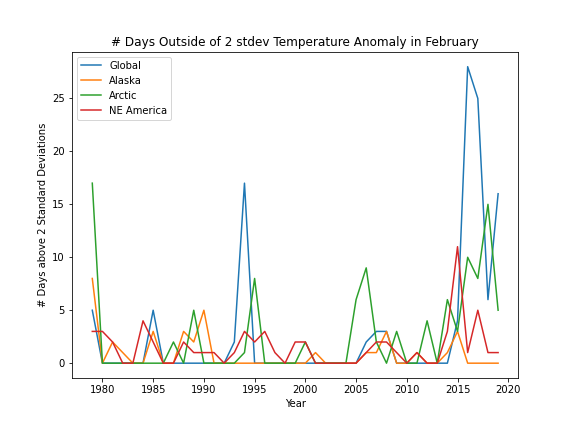 # Days Outside of 2 stdev Temperature Anomaly in February
Global
Alaska
Arctic
NE America
# Days above 2 Standard Deviations
25
20
15
10
5
0
1980 1985 1990 1995 2000 2005 2010 2015 2020
Year